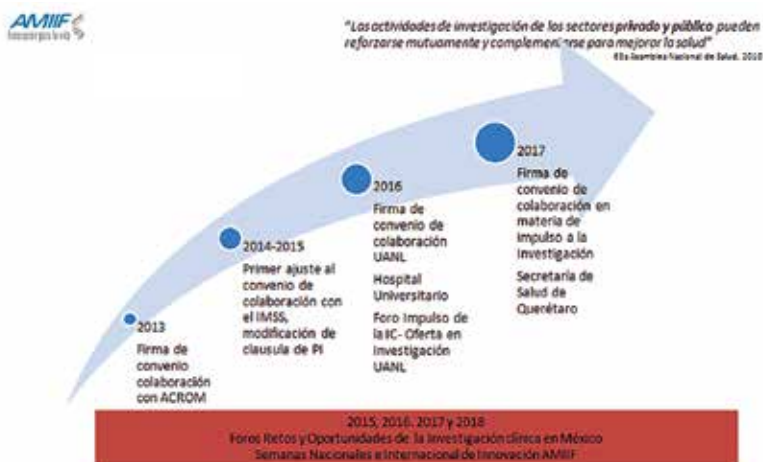 AMIIF
"Las actividades de investigación de los sectores privado y público pueden
reforzarse mutuamente y complementarse para mejorar la salud"
Asamblea Nacional de Salud, 2010
2017
Firma de
convenio de
colaboración en
materia de
impulso a la
Investigación
Secretaría de
Salud de
Querétaro
2016
Firma de
convenio de
colaboración
UANL
Hospital
Universitario
Foro Impulso de
la IC- Oferta en
Investigación
UANL
2014-2015
Primer ajuste al
convenio de
colaboración con
el IMSS,
modificación de
clausula de PI
2013
Firma de
convenio
colaboración
con ACROM
2015, 2016, 2017 y 2018
Foros Retos y Oportunidades de la Investigación clínica en México
Semanas Nacionales e Internacional de Innovación AMIIF